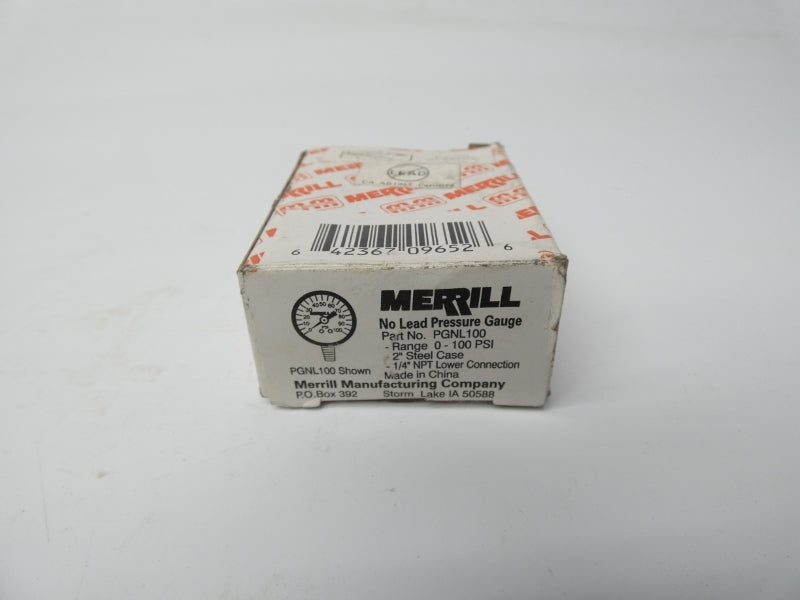 LEAD
MERRILL
MERRILL
6 42367 09652 6
MERRILL
No Lead Pressure Gauge
Part No. PGNL100
- Range 0 - 100 PSI
- 2" Steel Case
- 1/4" NPT Lower Connection
Made in China
PGNL100 Shown
Merrill Manufacturing Company
P.O.Box 392 Storm Lake IA 50588